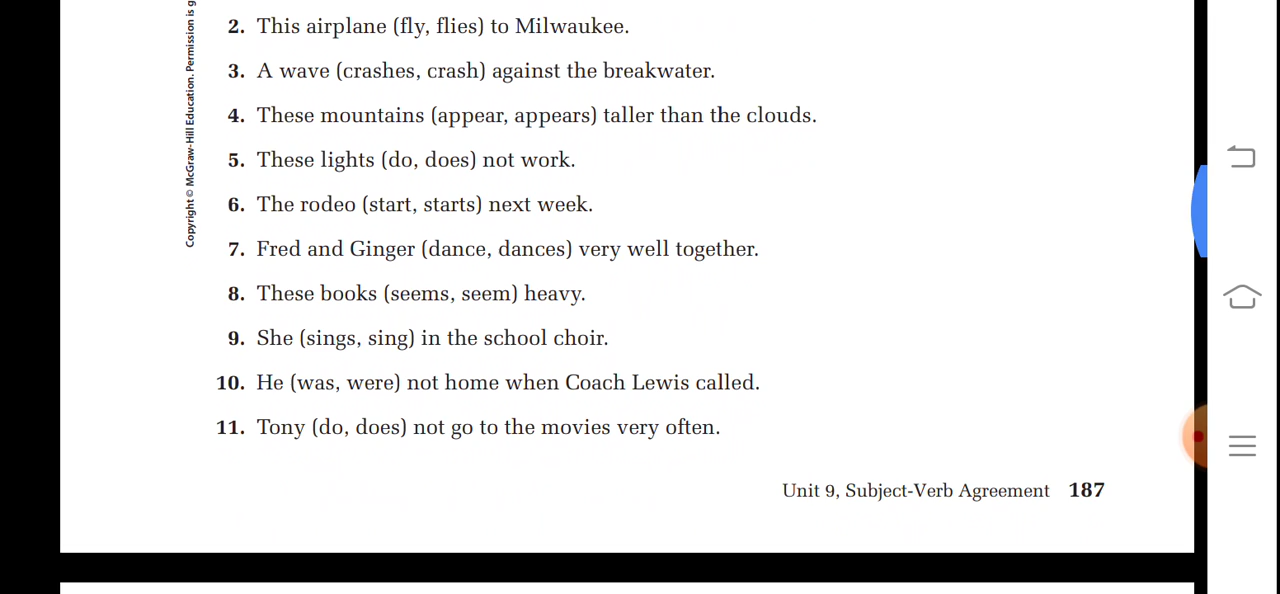 2. This airplane (fly, flies) to Milwaukee.
3. A wave (crashes, crash) against the breakwater.
4. These mountains (appear, appears) taller than the clouds.
5. These lights (do, does) not work.
6. The rodeo (start, starts) next week.
7. Fred and Ginger (dance, dances) very well together.
8. These books (seems, seem) heavy.
9. She (sings, sing) in the school choir.
10. He (was, were) not home when Coach Lewis called.
11. Tony (do, does) not go to the movies very often.
Unit 9, Subject-Verb Agreement 187
Copyright © McGraw-Hill Education. Permission is g